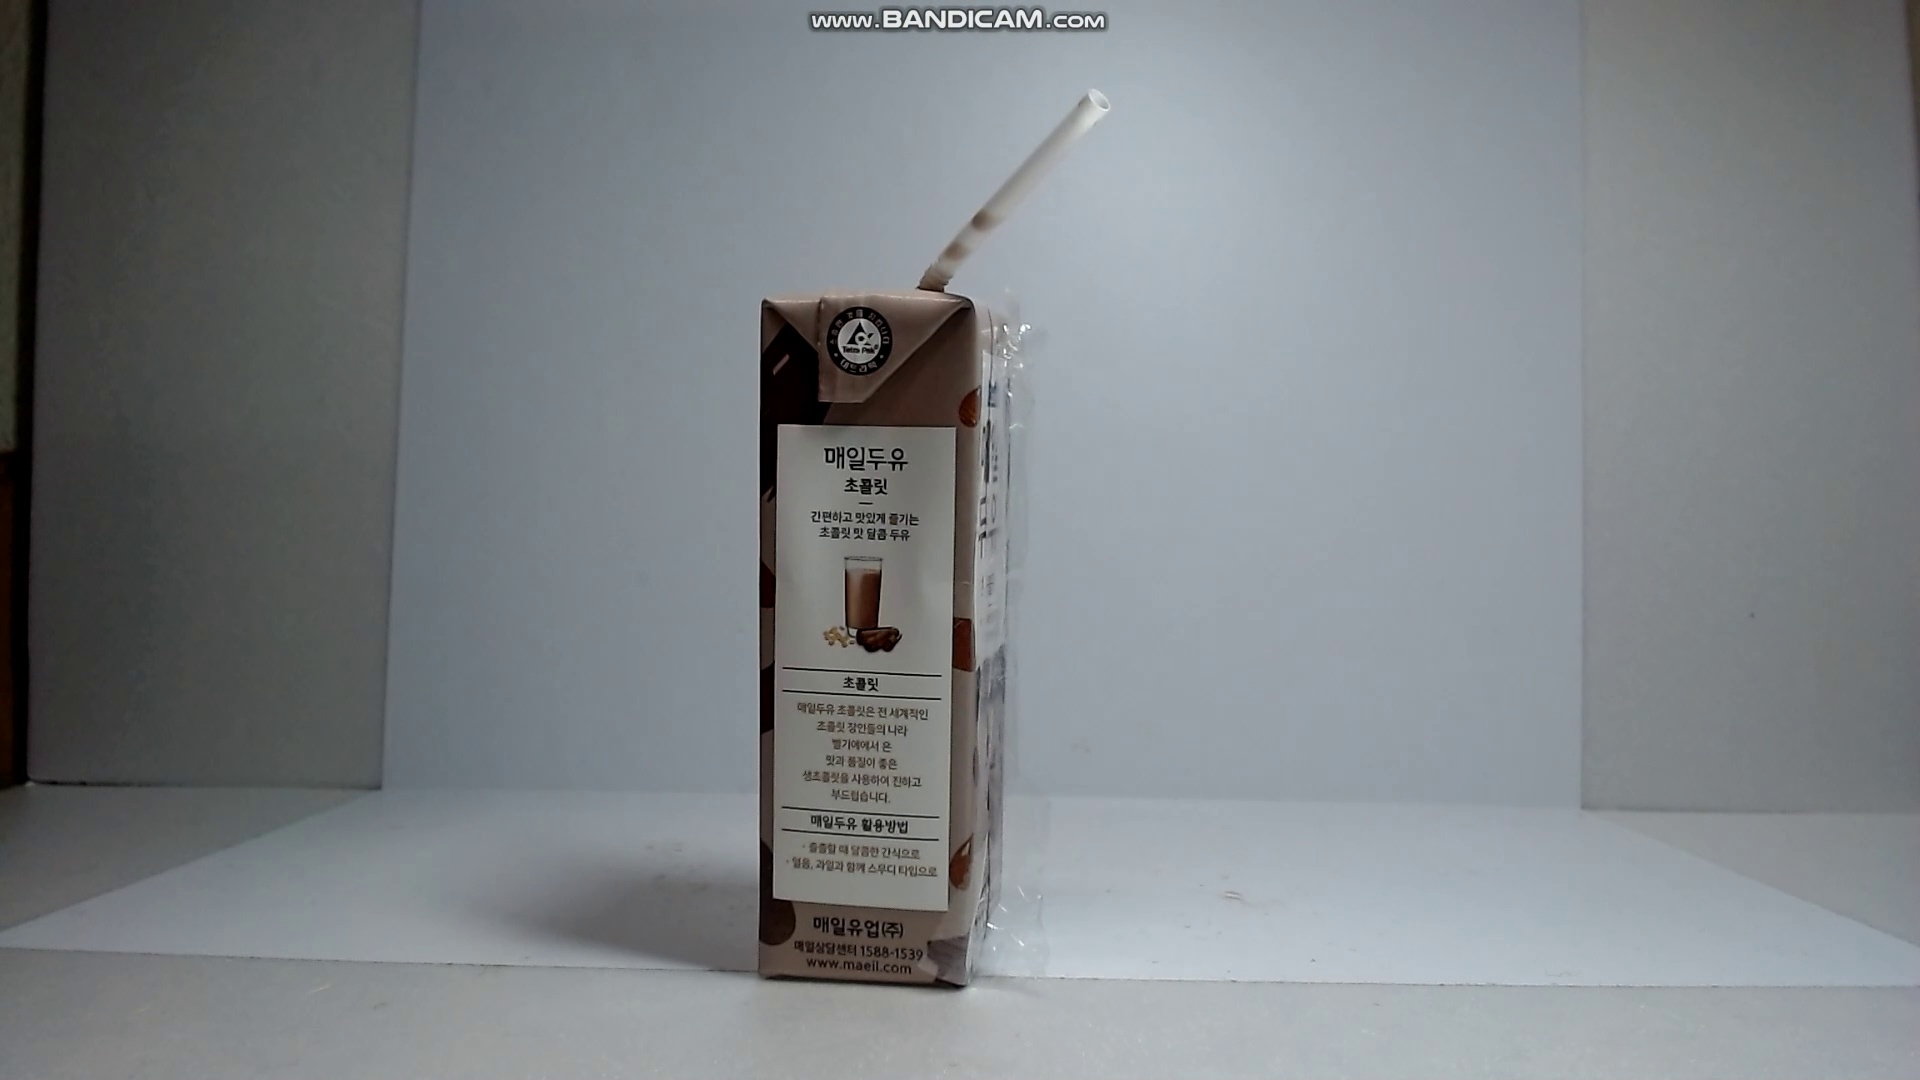 www.BANDICAM.com
Tetra Pak®
테트라팩
매일두유
초콜릿
간편하고 맛있게 즐기는
초콜릿 맛 달콤 두유
초콜릿
매일두유 초콜릿은 전 세계적인
초콜릿 장인들의 나라
벨기에에서 온
맛과 품질이 좋은
생초콜릿을 사용하여 진하고
부드럽습니다.
매일두유 활용방법
· 출출할 때 달콤한 간식으로
· 얼음, 과일과 함께 스무디 타입으로
매일유업(주)
매일상담센터 1588-1539
www.maeil.com